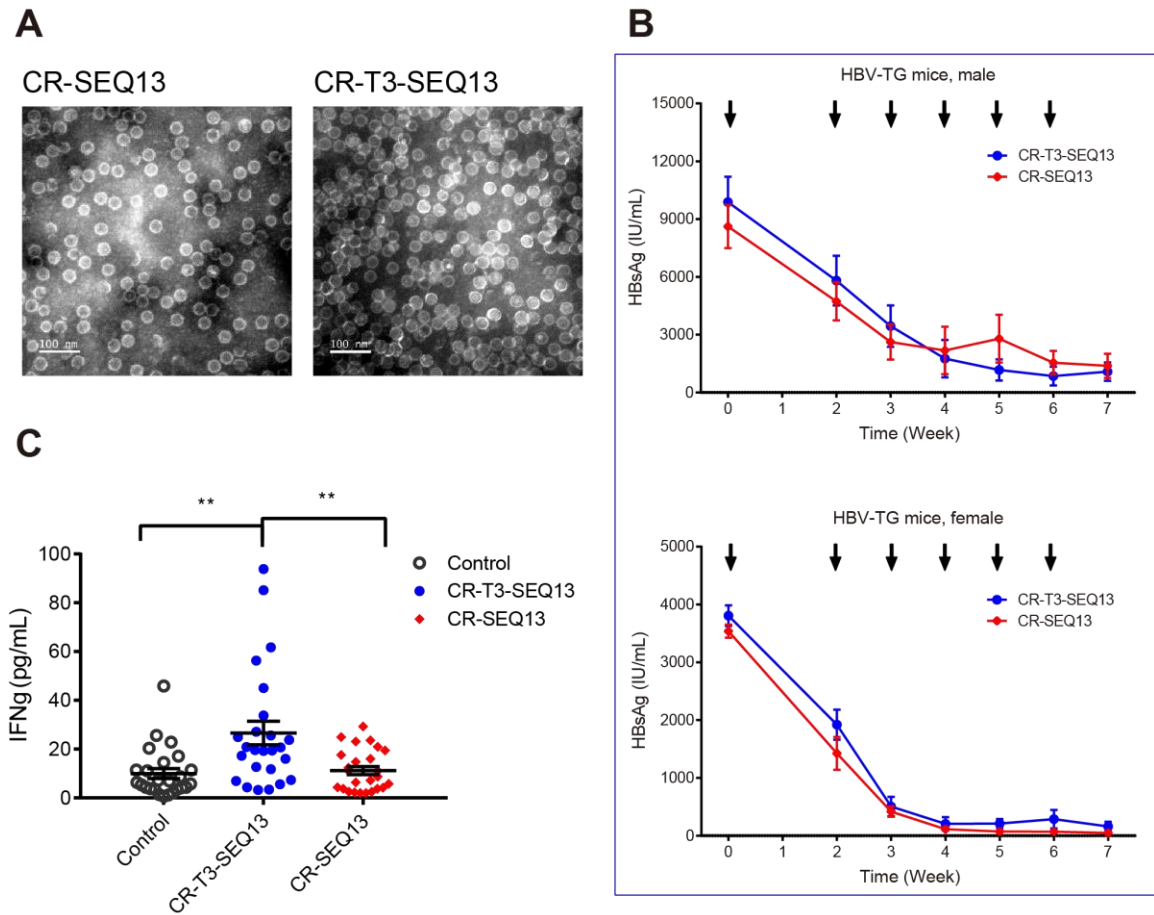 A
CR-SEQ13
CR-T3-SEQ13
100 nm
100 nm
B
HBV-TG mice, male
15000
12000
9000
6000
3000
0
HBsAg (IU/mL)
CR-T3-SEQ13
CR-SEQ13
0 1 2 3 4 5 6 7
Time (Week)
HBV-TG mice, female
5000
4000
3000
2000
1000
0
HBsAg (IU/mL)
CR-T3-SEQ13
CR-SEQ13
0 1 2 3 4 5 6 7
Time (Week)
C
** **
100
80
60
40
20
0
IFNg (pg/mL)
Control
CR-T3-SEQ13
CR-SEQ13
Control
CR-T3-SEQ13
CR-SEQ13